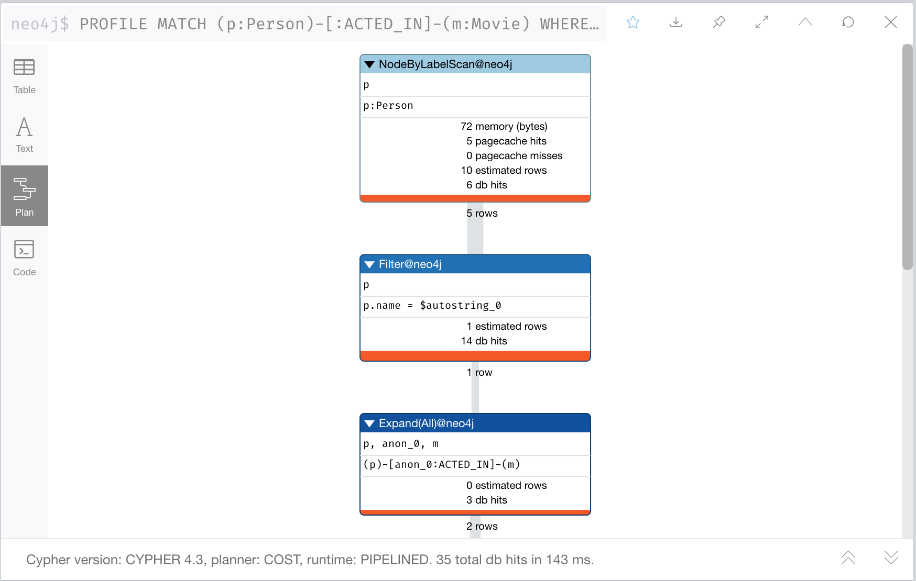 neo4j$ PROFILE MATCH (p:Person)-[:ACTED_IN]-(m:Movie) WHERE…
Table
Text
Plan
Code
NodeByLabelScan@neo4j
p
p:Person
72 memory (bytes)
5 pagecache hits
0 pagecache misses
10 estimated rows
6 db hits
5 rows
Filter@neo4j
p
p.name = $autostring_0
1 estimated rows
14 db hits
1 row
Expand(All)@neo4j
p, anon_0, m
(p)-[anon_0:ACTED_IN]-(m)
0 estimated rows
3 db hits
2 rows
Cypher version: CYPHER 4.3, planner: COST, runtime: PIPELINED. 35 total db hits in 143 ms.